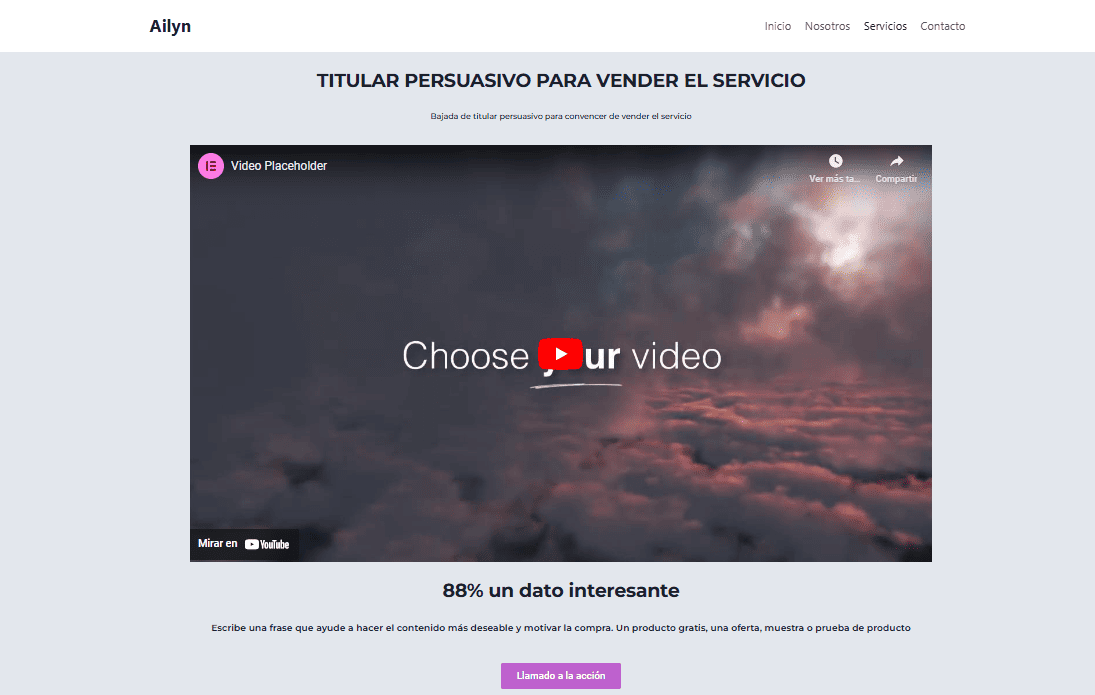 Ailyn
Inicio Nosotros Servicios Contacto
TITULAR PERSUASIVO PARA VENDER EL SERVICIO
Bajada de titular persuasivo para convencer de vender el servicio
Video Placeholder
Ver más ta...
Compartir
Choose your video
Mirar en YouTube
88% un dato interesante
Escribe una frase que ayude a hacer el contenido más deseable y motivar la compra. Un producto gratis, una oferta, muestra o prueba de producto
Llamado a la acción